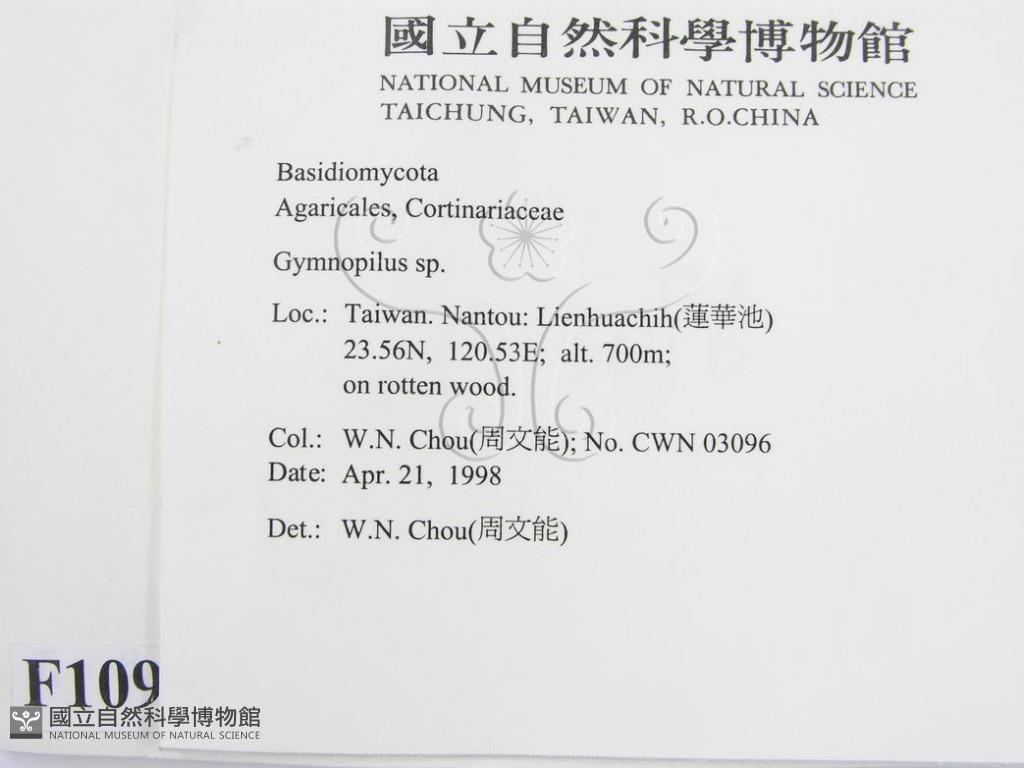 國立自然科學博物館
NATIONAL MUSEUM OF NATURAL SCIENCE
TAICHUNG, TAIWAN, R.O.CHINA
Basidiomycota
Agaricales, Cortinariaceae
Gymnopilus sp.
Loc.: Taiwan. Nantou: Lienhuachih(蓮華池)
23.56N, 120.53E; alt. 700m;
on rotten wood.
Col.: W.N. Chou(周文能); No. CWN 03096
Date: Apr. 21, 1998
Det.: W.N. Chou(周文能)
F109
國立自然科學博物館
NATIONAL MUSEUM OF NATURAL SCIENCE